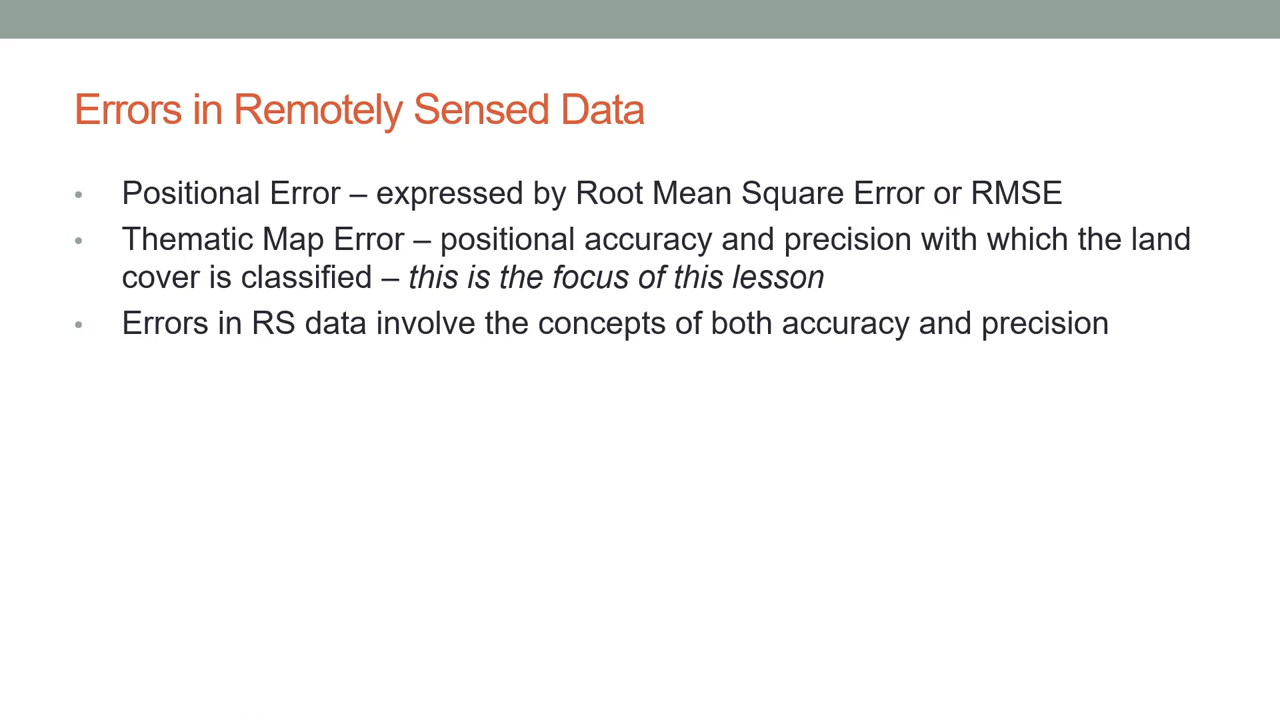 Errors in Remotely Sensed Data
• Positional Error – expressed by Root Mean Square Error or RMSE
• Thematic Map Error – positional accuracy and precision with which the land
cover is classified – this is the focus of this lesson
• Errors in RS data involve the concepts of both accuracy and precision